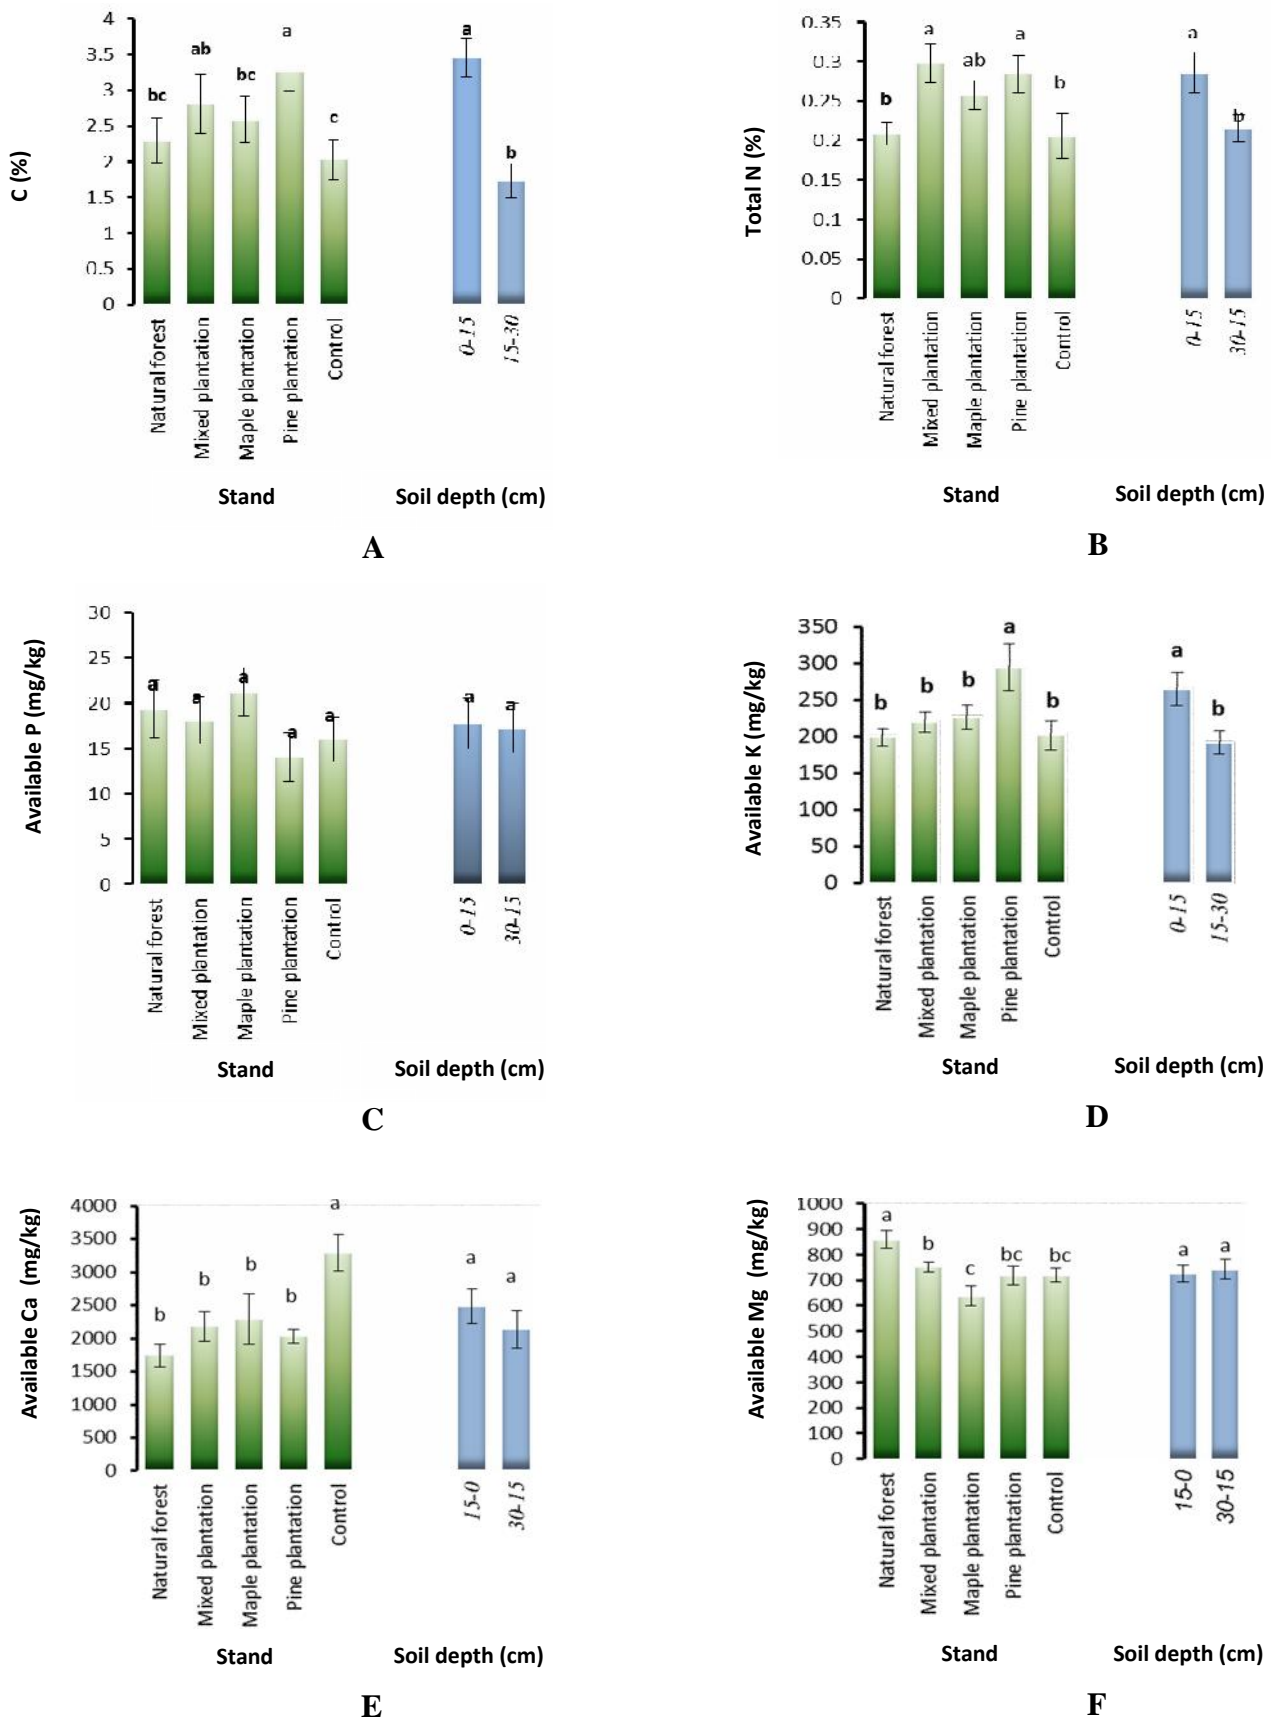 4
3.5
3
2.5
2
1.5
1
0.5
0
C (%)
bc
ab
bc
a
c
a
b
Natural forest
Mixed plantation
Maple plantation
Pine plantation
Control
0-15
15-30
Stand
Soil depth (cm)
A
0.35
0.3
0.25
0.2
0.15
0.1
0.05
0
Total N (%)
b
a
ab
a
b
a
b
Natural forest
Mixed plantation
Maple plantation
Pine plantation
Control
0-15
30-15
Stand
Soil depth (cm)
B
30
25
20
15
10
5
0
Available P (mg/kg)
a
a
a
a
a
a
a
Natural forest
Mixed plantation
Maple plantation
Pine plantation
Control
0-15
30-15
Stand
Soil depth (cm)
C
350
300
250
200
150
100
50
0
Available K (mg/kg)
b
b
b
a
b
a
b
Natural forest
Mixed plantation
Maple plantation
Pine plantation
Control
0-15
15-30
Stand
Soil depth (cm)
D
4000
3500
3000
2500
2000
1500
1000
500
0
Available Ca (mg/kg)
b
b
b
b
a
a
a
Natural forest
Mixed plantation
Maple plantation
Pine plantation
Control
15-0
30-15
Stand
Soil depth (cm)
E
1000
900
800
700
600
500
400
300
200
100
0
Available Mg (mg/kg)
a
b
c
bc
bc
a
a
Natural forest
Mixed plantation
Maple plantation
Pine plantation
Control
15-0
30-15
Stand
Soil depth (cm)
F